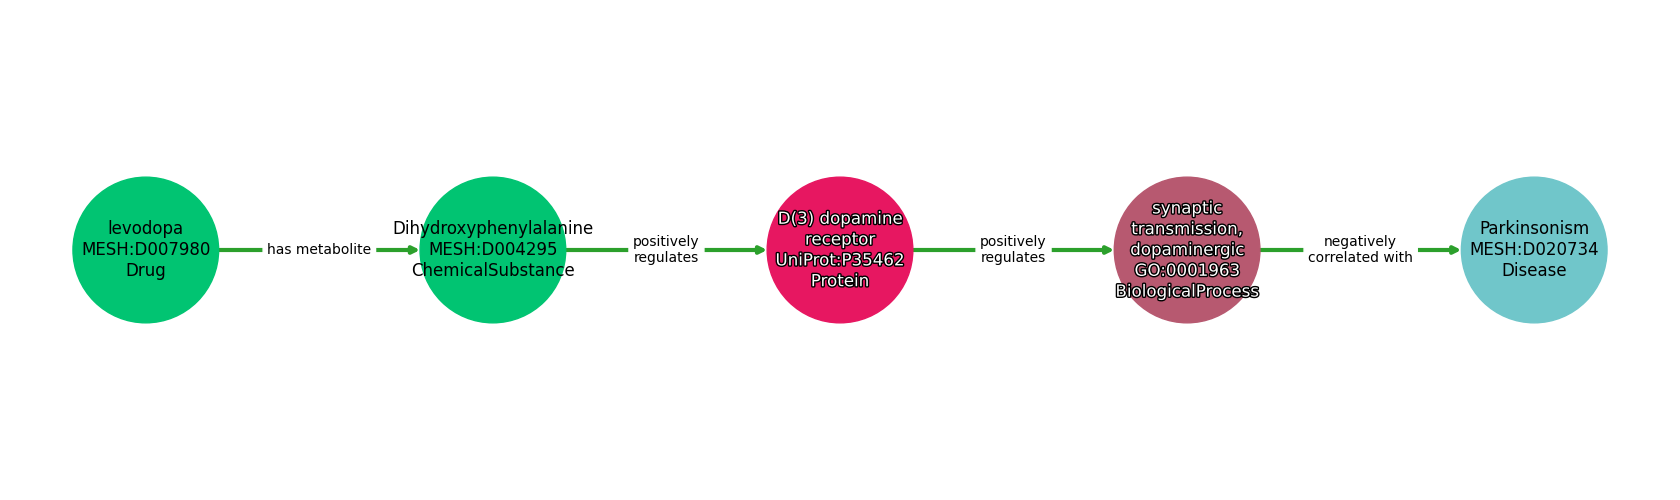 levodopa
MESH:D007980
Drug
has metabolite
Dihydroxyphenylalanine
MESH:D004295
ChemicalSubstance
positively
regulates
D(3) dopamine
receptor
UniProt:P35462
Protein
positively
regulates
synaptic
transmission,
dopaminergic
GO:0001963
BiologicalProcess
negatively
correlated with
Parkinsonism
MESH:D020734
Disease